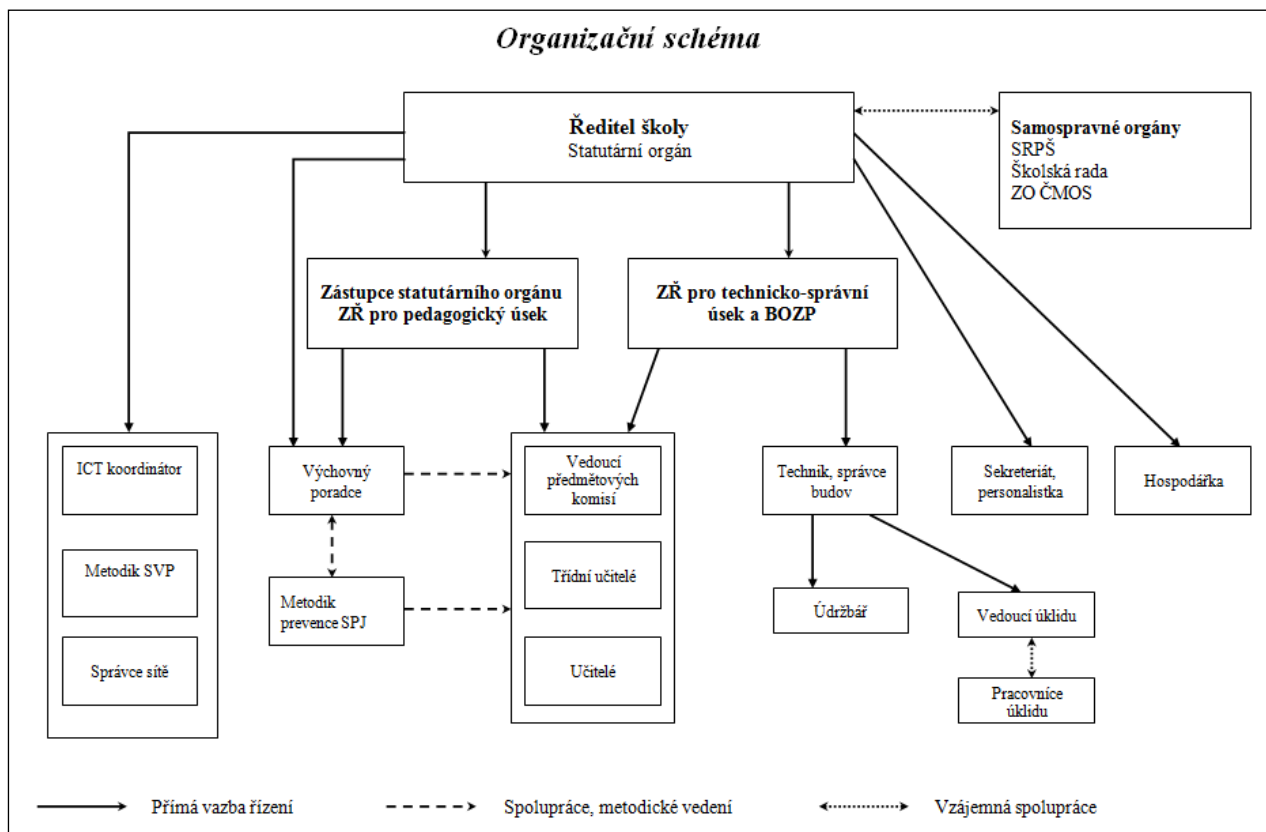 Organizační schéma
Ředitel školy
Statutární orgán
Samospravné orgány
SRPŠ
Školská rada
ZO ČMOS
Zástupce statutárního orgánu
ZŘ pro pedagogický úsek
ZŘ pro technicko-správní
úsek a BOZP
ICT koordinátor
Metodik SVP
Správce sítě
Výchovný
poradce
Metodik
prevence SPJ
Vedoucí
předmětových
komisí
Třídní učitelé
Učitelé
Technik, správce
budov
Sekreteriát,
personalistka
Hospodářka
Údržbář
Vedoucí úklidu
Pracovníce
úklidu
Přímá vazba řízení
Spolupráce, metodické vedení
Vzájemná spolupráce